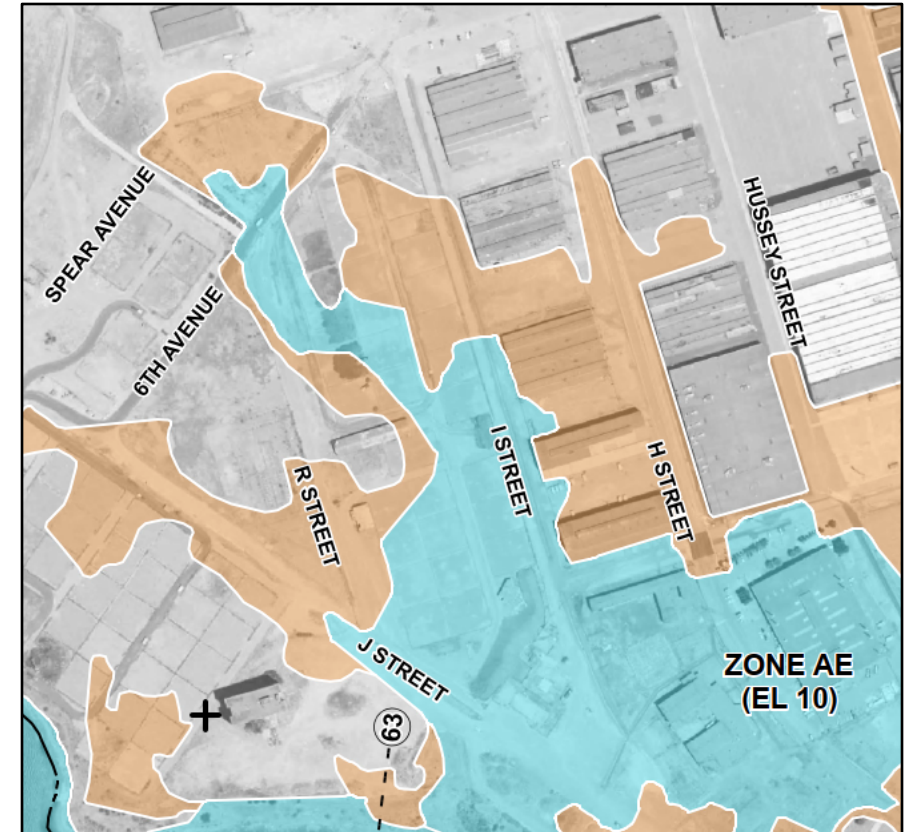 SPEAR AVENUE
HUSSEY STREET
6TH AVENUE
I STREET
H STREET
R STREET
J STREET
ZONE AE
(EL 10)
63